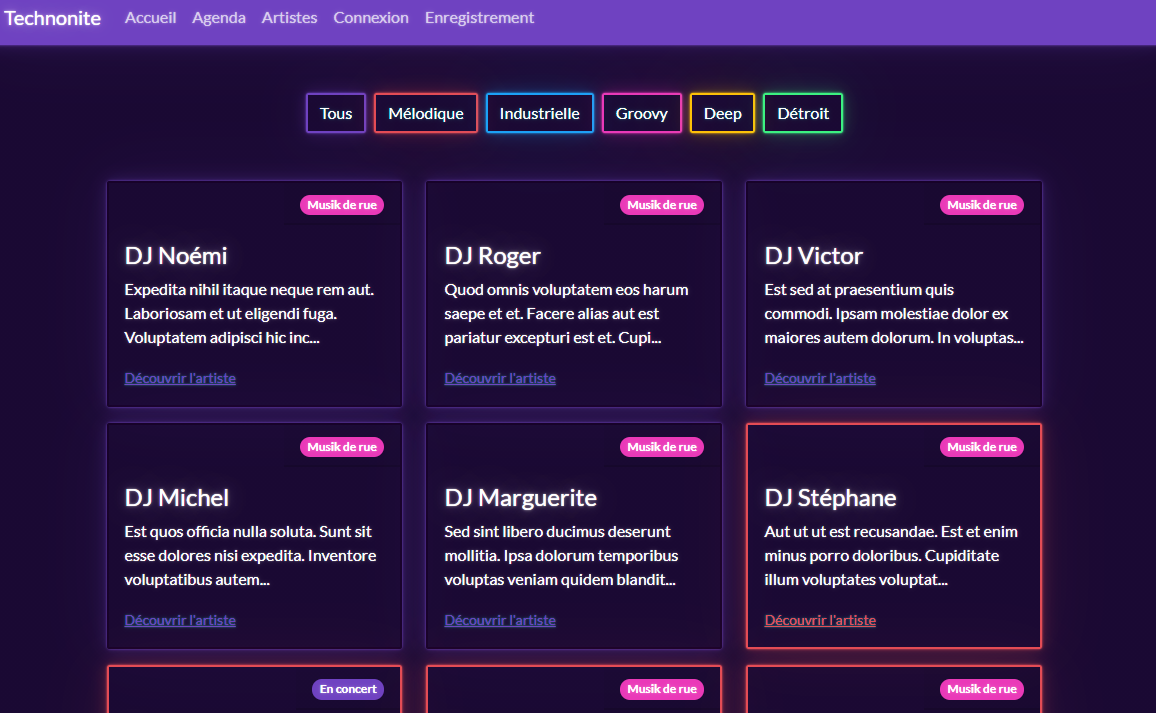 Technonite Accueil Agenda Artistes Connexion Enregistrement
Tous Mélodique Industrielle Groovy Deep Détroit
Musik de rue
DJ Noémi
Expedita nihil itaque neque rem aut.
Laboriosam et ut eligendi fuga.
Voluptatem adipisci hic inc...
Découvrir l'artiste
Musik de rue
DJ Roger
Quod omnis voluptatem eos harum
saepe et et. Facere alias aut est
pariatur excepturi est et. Cupi...
Découvrir l'artiste
Musik de rue
DJ Victor
Est sed at praesentium quis
commodi. Ipsam molestiae dolor ex
maiores autem dolorum. In voluptas...
Découvrir l'artiste
Musik de rue
DJ Michel
Est quos officia nulla soluta. Sunt sit
esse dolores nisi expedita. Inventore
voluptatibus autem...
Découvrir l'artiste
Musik de rue
DJ Marguerite
Sed sint libero ducimus deserunt
mollitia. Ipsa dolorum temporibus
voluptas veniam quidem blandit...
Découvrir l'artiste
Musik de rue
DJ Stéphane
Aut ut ut est recusandae. Est et enim
minus porro doloribus. Cupiditate
illum voluptates voluptat...
Découvrir l'artiste
En concert
Musik de rue
Musik de rue